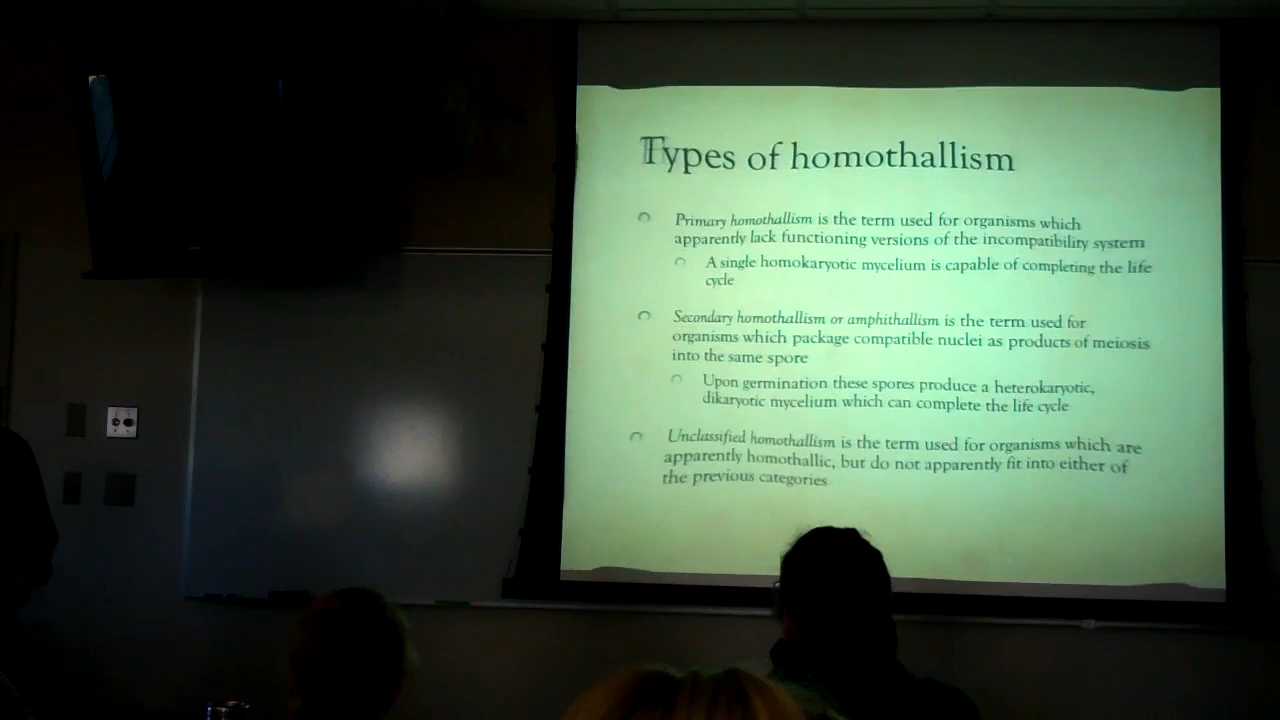 Types of homothallism
Primary homothallism is the term used for organisms which
apparently lack functioning versions of the incompatibility system
A single homokaryotic mycelium is capable of completing the life
cycle
Secondary homothallism or amphithallism is the term used for
organisms which package compatible nuclei as products of meiosis
into the same spore
Upon germination these spores produce a heterokaryotic,
dikaryotic mycelium which can complete the life cycle
Unclassified homothallism is the term used for organisms which are
apparently homothallic, but do not apparently fit into either of
the previous categories